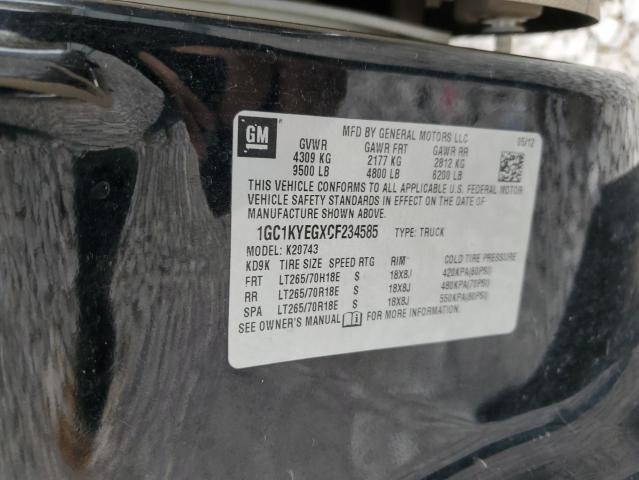 GM
MFD BY GENERAL MOTORS LLC
05/12
GVWR GAWR FRT GAWR RR
4309 KG 2177 KG 2812 KG
9500 LB 4800 LB 6200 LB
THIS VEHICLE CONFORMS TO ALL APPLICABLE U.S. FEDERAL MOTOR
VEHICLE SAFETY STANDARDS IN EFFECT ON THE DATE OF
MANUFACTURE SHOWN ABOVE.
1GC1KYEGXCF234585 TYPE: TRUCK
MODEL: K20743
KD9K TIRE SIZE SPEED RTG RIM COLD TIRE PRESSURE
FRT LT265/70H18E S 18X8J 420KPA(60PSI)
RR LT265/70R18E S 18X8J 480KPA(70PSI)
SPA LT265/70R18E S 18X8J 550KPA(80PSI)
SEE OWNER'S MANUAL FOR MORE INFORMATION.